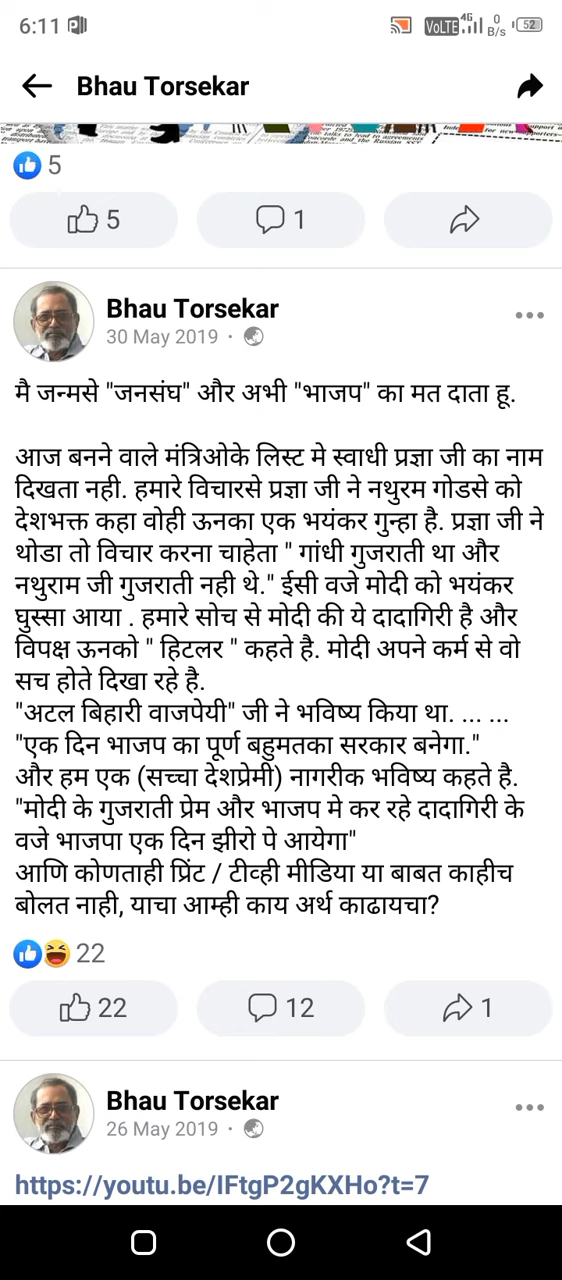 6:11
VoLTE 4G 0 B/s 52
Bhau Torsekar
5
5 1
Bhau Torsekar
30 May 2019 ·
मै जन्मसे "जनसंघ" और अभी "भाजप" का मत दाता हू.
आज बनने वाले मंत्रिओके लिस्ट मे स्वाधी प्रज्ञा जी का नाम
दिखता नही. हमारे विचारसे प्रज्ञा जी ने नथुरम गोडसे को
देशभक्त कहा वोही ऊनका एक भयंकर गुन्हा है. प्रज्ञा जी ने
थोडा तो विचार करना चाहेता " गांधी गुजराती था और
नथुराम जी गुजराती नही थे." ईसी वजे मोदी को भयंकर
घुस्सा आया . हमारे सोच से मोदी की ये दादागिरी है और
विपक्ष ऊनको " हिटलर " कहते है. मोदी अपने कर्म से वो
सच होते दिखा रहे है.
"अटल बिहारी वाजपेयी" जी ने भविष्य किया था. ... ...
"एक दिन भाजप का पूर्ण बहुमतका सरकार बनेगा."
और हम एक (सच्चा देशप्रेमी) नागरीक भविष्य कहते है.
"मोदी के गुजराती प्रेम और भाजप मे कर रहे दादागिरी के
वजे भाजपा एक दिन झीरो पे आयेगा"
आणि कोणताही प्रिंट / टीव्ही मीडिया या बाबत काहीच
बोलत नाही, याचा आम्ही काय अर्थ काढायचा?
22
22 12 1
Bhau Torsekar
26 May 2019 ·
https://youtu.be/IFtgP2gKXHo?t=7